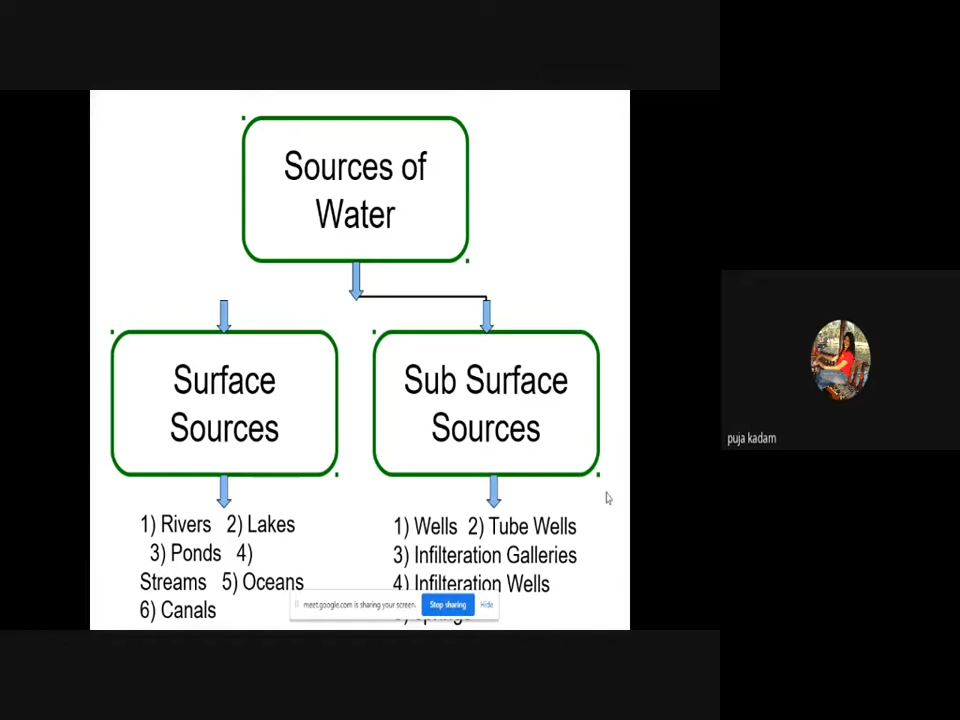 Sources of
Water
Surface
Sources
Sub Surface
Sources
1) Rivers 2) Lakes
3) Ponds 4)
Streams 5) Oceans
6) Canals
1) Wells 2) Tube Wells
3) Infilteration Galleries
4) Infilteration Wells
meet.google.com is sharing your screen.
Stop sharing
Hide
puja kadam